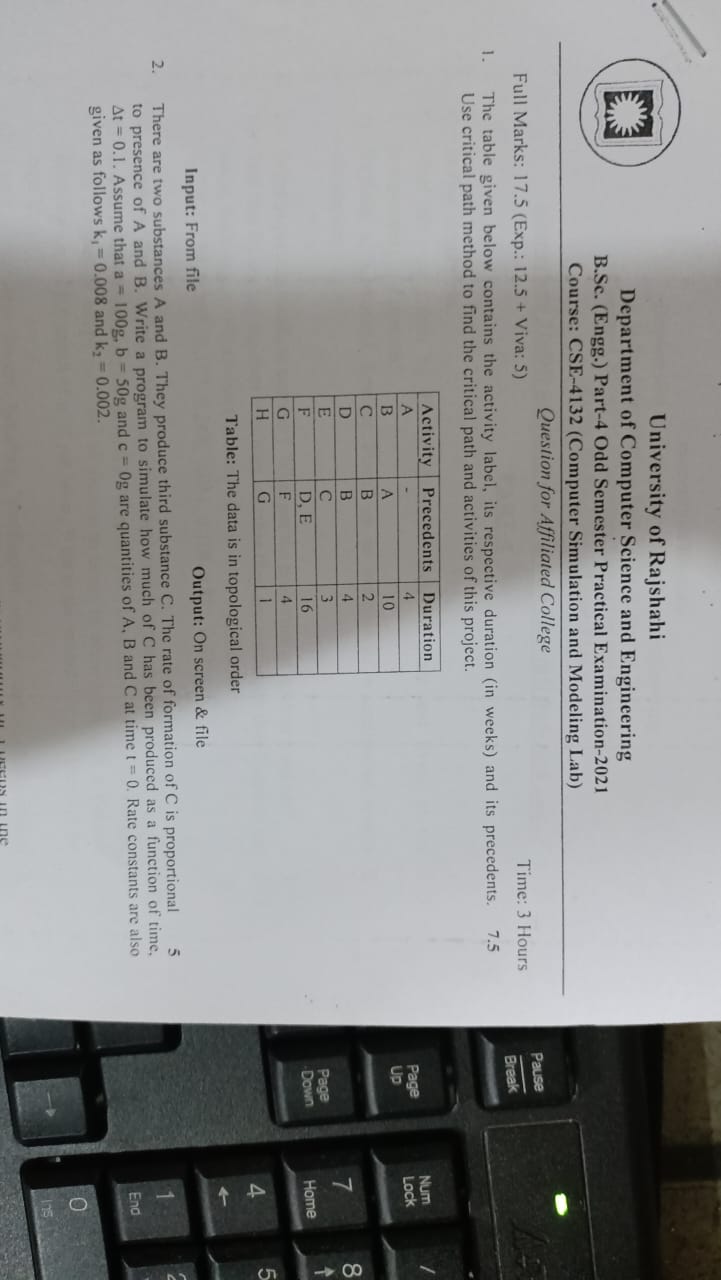 University of Rajshahi
Department of Computer Science and Engineering
B.Sc. (Engg.) Part-4 Odd Semester Practical Examination-2021
Course: CSE-4132 (Computer Simulation and Modeling Lab)
Question for Affiliated College
Full Marks: 17.5 (Exp.: 12.5 + Viva: 5) Time: 3 Hours
1. The table given below contains the activity label, its respective duration (in weeks) and its precedents. 7.5
Use critical path method to find the critical path and activities of this project.
Activity Precedents Duration
A - 4
B A 10
C B 2
D B 4
E C 3
F D, E 16
G F 4
H G 1
Table: The data is in topological order
Input: From file Output: On screen & file
2. There are two substances A and B. They produce third substance C. The rate of formation of C is proportional 5
to presence of A and B. Write a program to simulate how much of C has been produced as a function of time,
Δt = 0.1. Assume that a = 100g, b = 50g and c = 0g are quantities of A, B and C at time t = 0. Rate constants are also
given as follows k₁ = 0.008 and k₂ = 0.002.
in the
Pause
Break
Page
Up
Num
Lock
/
Page
Down
7
Home
8
↑
4
←
5
1
End
2
0
Ins
→